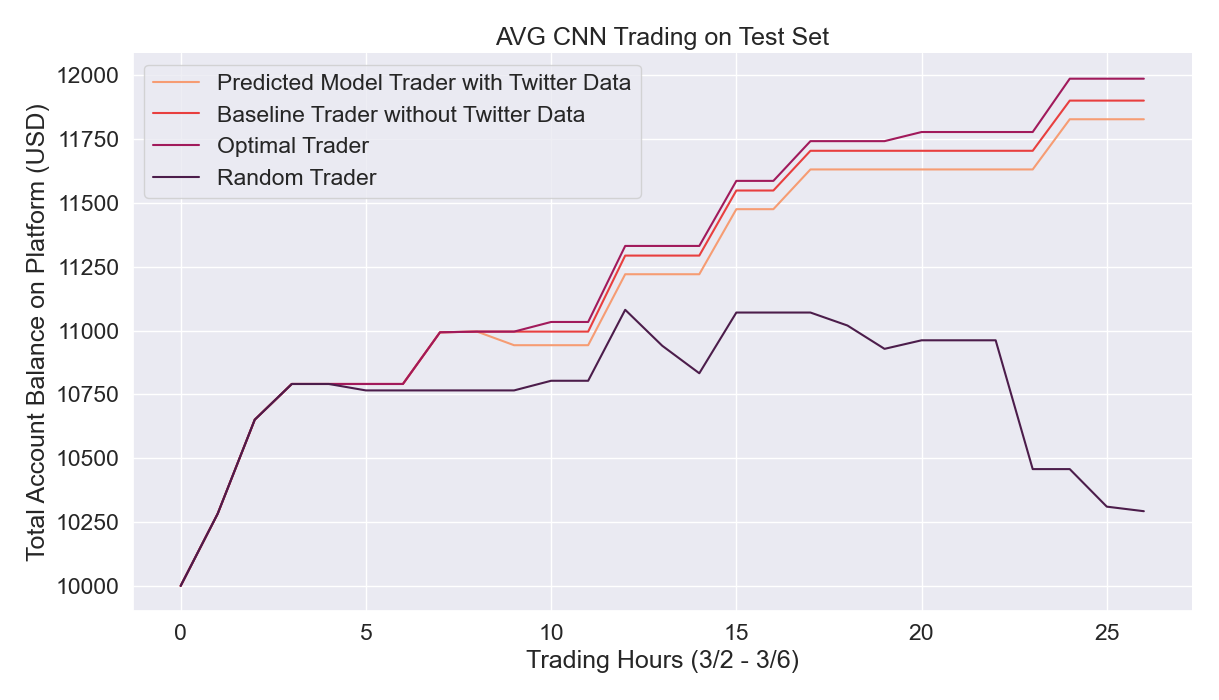 AVG CNN Trading on Test Set
Predicted Model Trader with Twitter Data
Baseline Trader without Twitter Data
Optimal Trader
Random Trader
Total Account Balance on Platform (USD)
12000
11750
11500
11250
11000
10750
10500
10250
10000
0 5 10 15 20 25
Trading Hours (3/2 - 3/6)